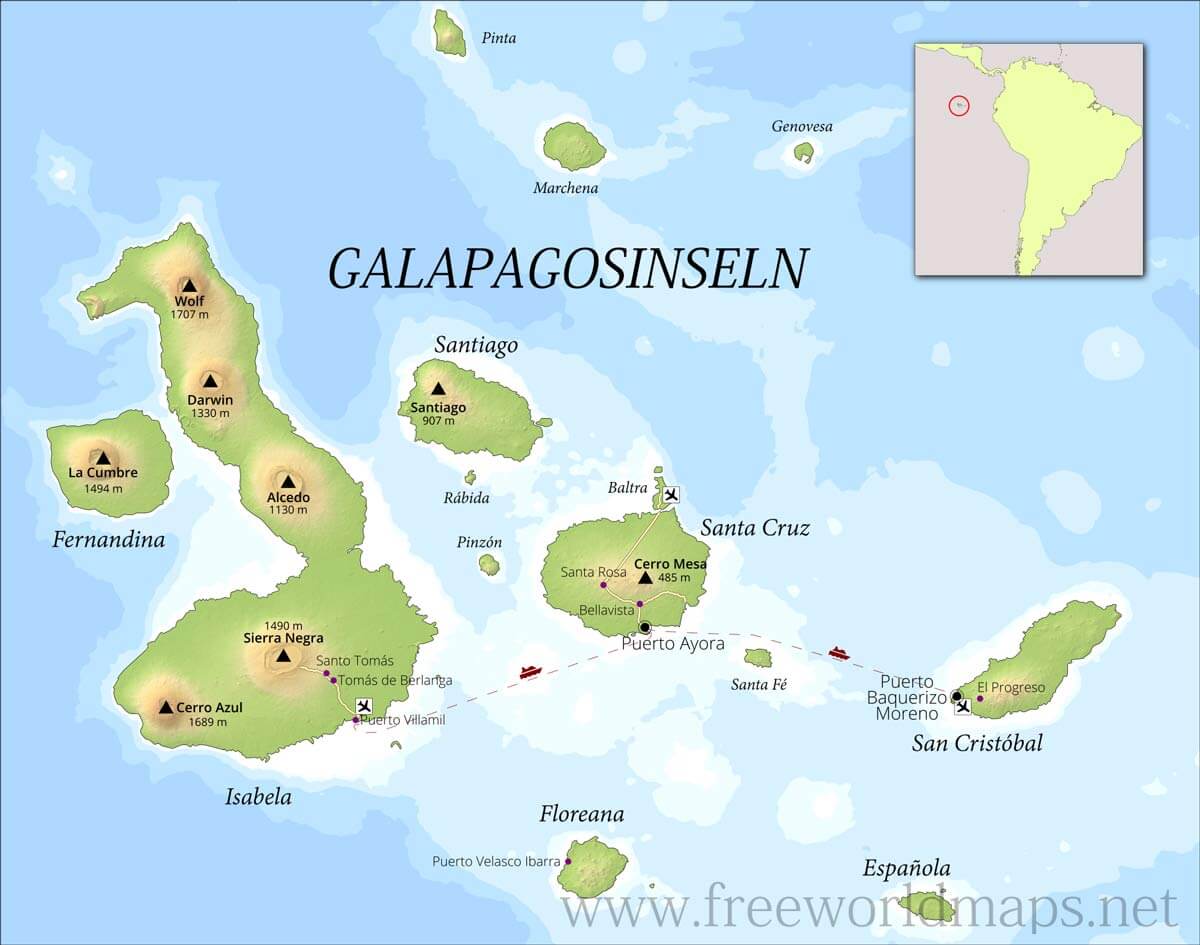 Pinta
Genovesa
Marchena
GALAPAGOSINSELN
Wolf
1707 m
Santiago
Darwin
1330 m
Santiago
907 m
La Cumbre
1494 m
Alcedo
1130 m
Rábida
Baltra
Fernandina
Santa Cruz
Pinzón
Cerro Mesa
485 m
Santa Rosa
Bellavista
1490 m
Sierra Negra
Puerto Ayora
Santo Tomás
Tomás de Berlanga
Santa Fé
Puerto
Baquerizo
Moreno
El Progreso
Cerro Azul
1689 m
Puerto Villamil
San Cristóbal
Isabela
Floreana
Puerto Velasco Ibarra
Española
www.freeworldmaps.net